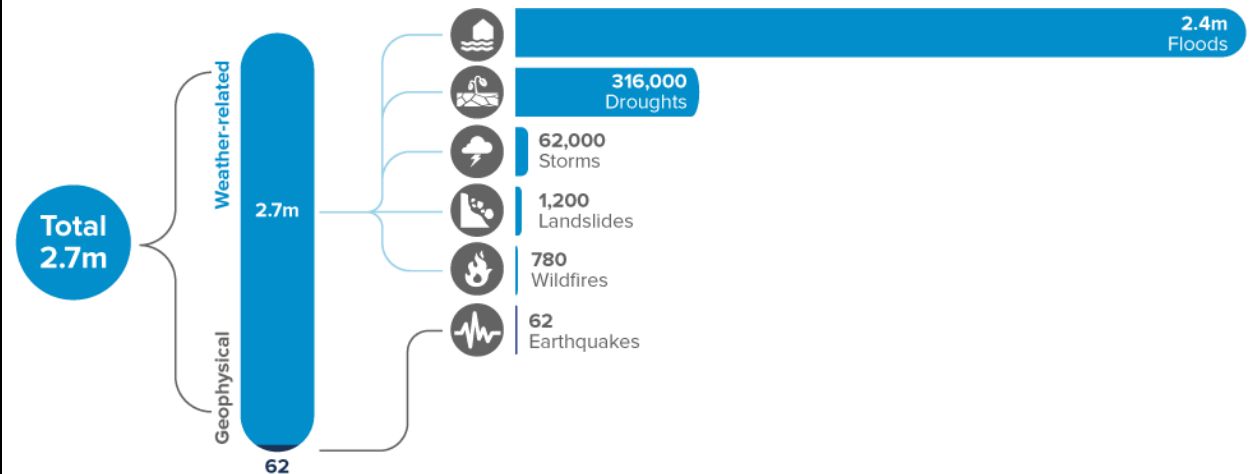 Total
2.7m
Weather-related
Geophysical
2.7m
62
2.4m
Floods
316,000
Droughts
62,000
Storms
1,200
Landslides
780
Wildfires
62
Earthquakes